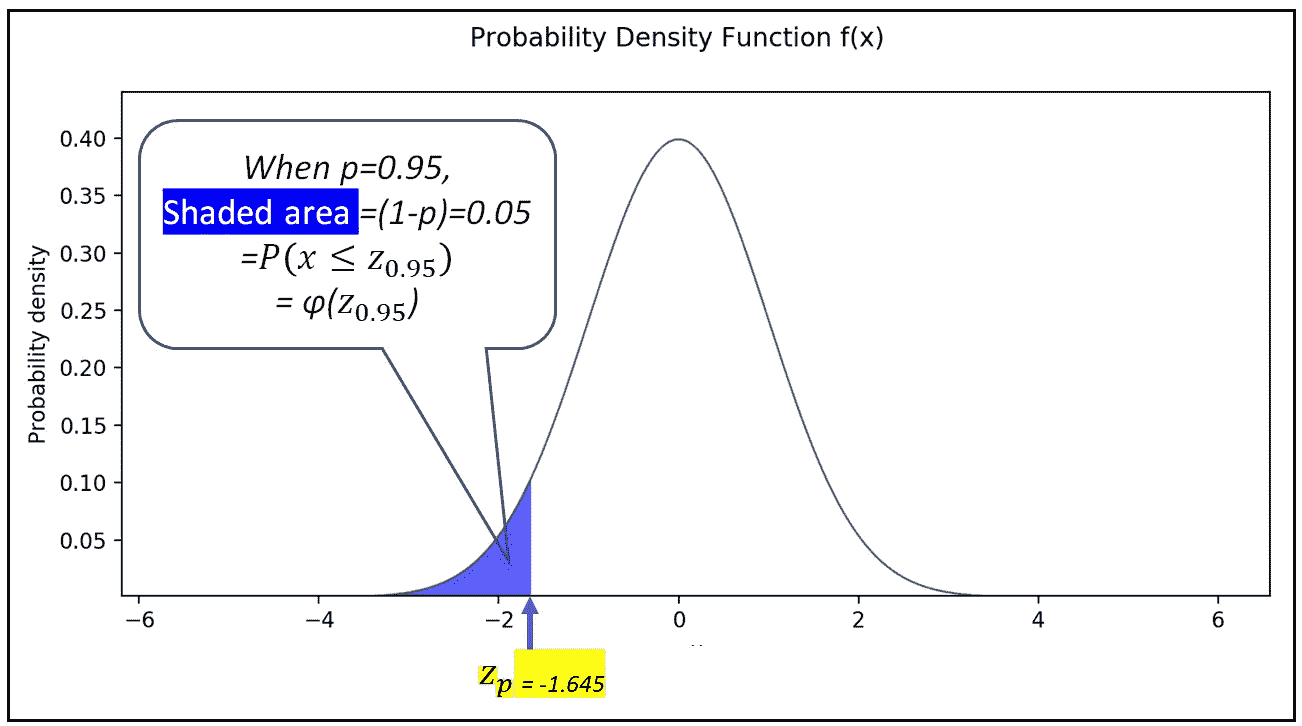 Probability Density Function f(x)
When p=0.95,
Shaded area =(1-p)=0.05
=P(x ≤ z₀.₉₅)
= φ(z₀.₉₅)
Probability density
0.40
0.35
0.30
0.25
0.20
0.15
0.10
0.05
−6 −4 −2 0 2 4 6
zₚ = -1.645